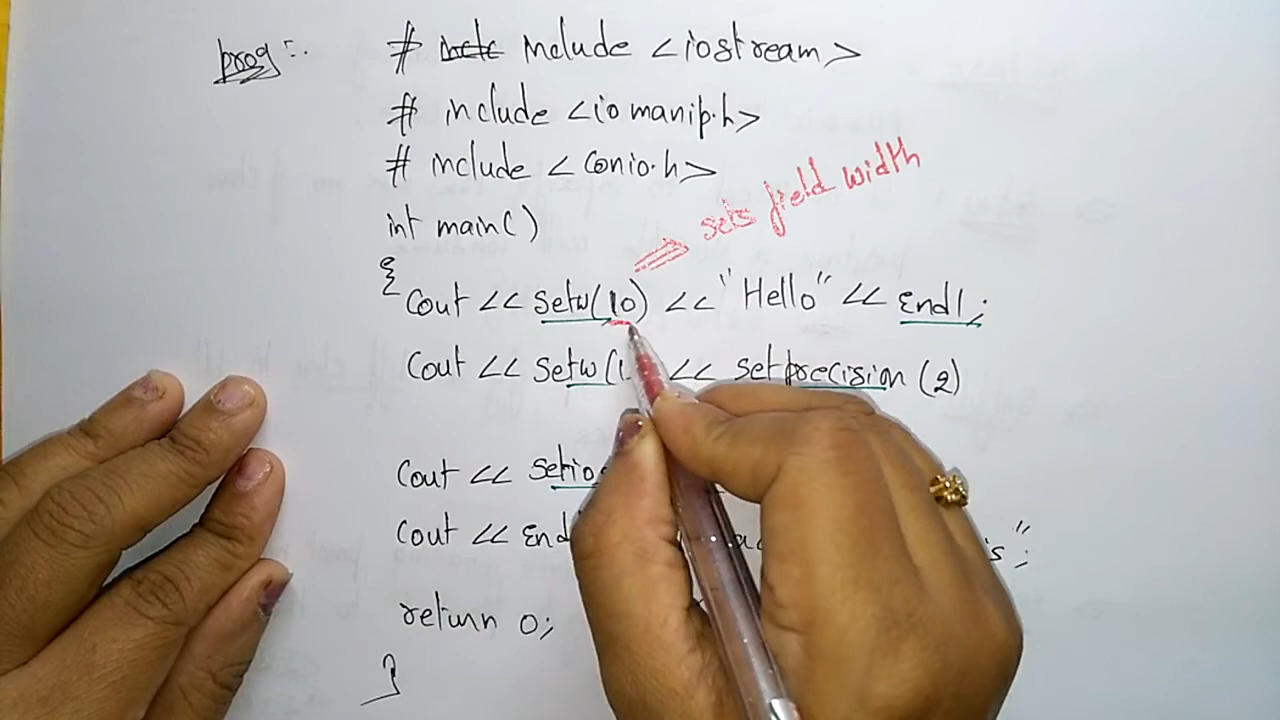 prog:-
# include <iostream>
# include <iomanip.h>
# include <conio.h>
int main()
sets field width
{
Cout << setw(10) << "Hello" << endl;
Cout << setw(1 << setprecision (2)
Cout <<
Cout <<
return 0;
}